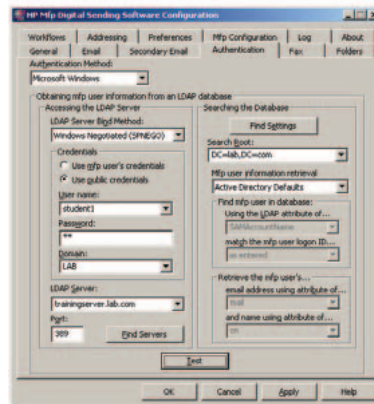 HP Mfp Digital Sending Software Configuration
Workflows Addressing Preferences Mfp Configuration Log About
General Email Secondary Email Authentication Fax Folders
Authentication Method:
Microsoft Windows
Obtaining mfp user information from an LDAP database
Accessing the LDAP Server
LDAP Server Bind Method:
Windows Negotiated (SPNEGO)
Credentials
Use mfp user's credentials
Use public credentials
User name:
student1
Password:
**
Domain:
LAB
LDAP Server:
trainingserver.lab.com
Port:
389 Find Servers
Searching the Database
Find Settings
Search Root:
DC=lab,DC=com
Mfp user information retrieval
Active Directory Defaults
Find mfp user in database:
Using the LDAP attribute of...
sAMAccountName
match the mfp user logon ID...
as entered
Retrieve the mfp user's...
email address using attribute of...
mail
and name using attribute of...
cn
Test
OK Cancel Apply Help